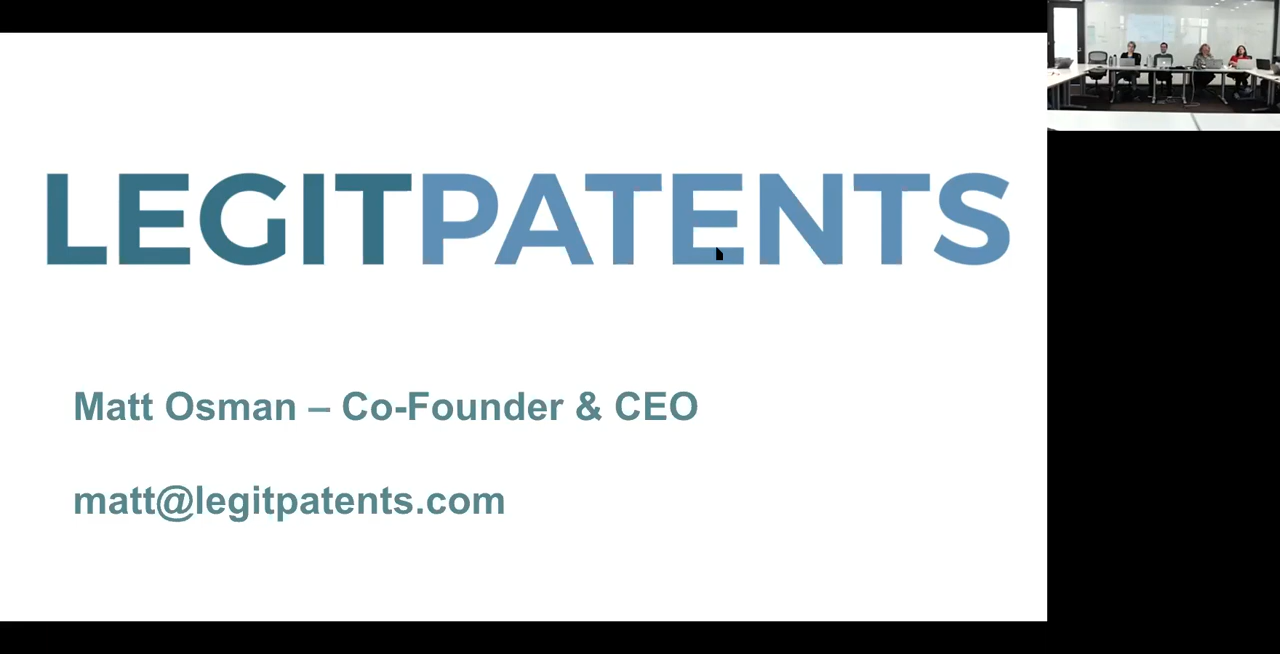 LEGITPATENTS
Matt Osman – Co-Founder & CEO
matt@legitpatents.com